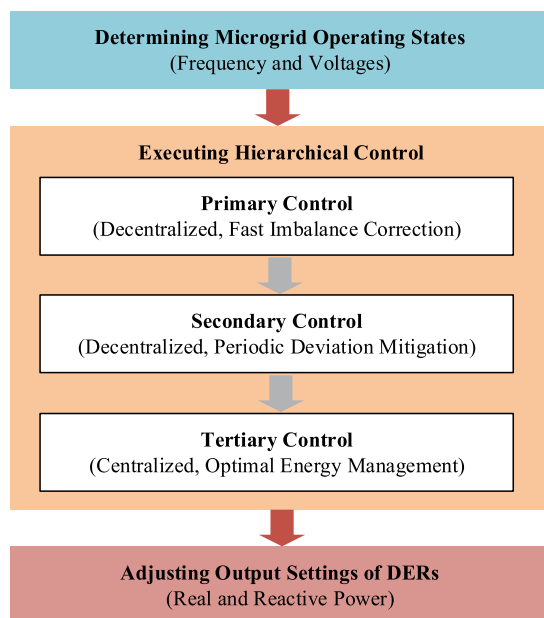 Determining Microgrid Operating States
(Frequency and Voltages)
Executing Hierarchical Control
Primary Control
(Decentralized, Fast Imbalance Correction)
Secondary Control
(Decentralized, Periodic Deviation Mitigation)
Tertiary Control
(Centralized, Optimal Energy Management)
Adjusting Output Settings of DERs
(Real and Reactive Power)